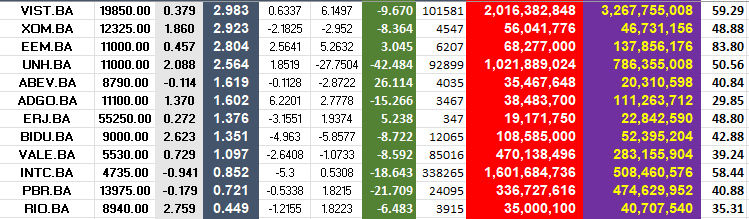 VIST.BA 19850.00 0.379 2.983 0.6337 6.1497 -9.670 101581 2,016,382,848 3,267,755,008 59.29
XOM.BA 12325.00 1.860 2.923 -2.1825 -2.952 -8.364 4547 56,041,776 46,731,156 48.88
EEM.BA 11000.00 0.457 2.804 2.5641 5.2632 3.045 6207 68,277,000 137,856,176 83.80
UNH.BA 11000.00 2.088 2.564 1.8519 -27.7504 -42.484 92899 1,021,889,024 786,355,008 50.56
ABEV.BA 8790.00 -0.114 1.619 -0.1128 -2.8722 26.114 4035 35,467,648 20,310,598 40.84
ADGO.BA 11100.00 1.370 1.602 6.2201 2.7778 -15.266 3467 38,483,700 111,263,712 29.85
ERJ.BA 55250.00 0.272 1.376 -3.1551 1.9374 5.238 347 19,171,750 22,842,590 48.80
BIDU.BA 9000.00 2.623 1.351 -4.963 -5.8577 -8.722 12065 108,585,000 52,395,204 42.88
VALE.BA 5530.00 0.729 1.097 -2.6408 -1.0733 -8.592 85016 470,138,496 283,155,904 39.24
INTC.BA 4735.00 -0.941 0.852 -5.3 0.5308 -18.643 338265 1,601,684,736 508,460,576 58.44
PBR.BA 13975.00 -0.179 0.721 -0.5338 1.8215 -21.709 24095 336,727,616 474,629,952 40.88
RIO.BA 8940.00 2.759 0.449 -1.2155 1.8223 -6.483 3915 35,000,100 40,707,540 35.31